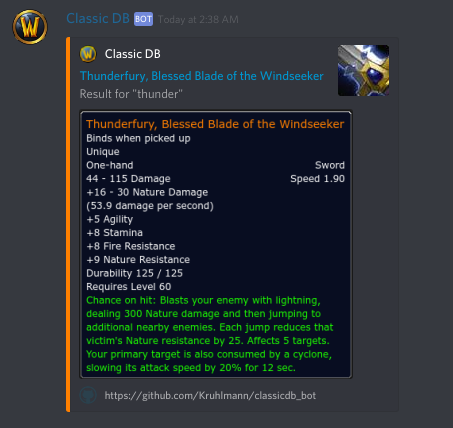 Classic DB BOT Today at 2:38 AM
Classic DB
Thunderfury, Blessed Blade of the Windseeker
Result for "thunder"
Thunderfury, Blessed Blade of the Windseeker
Binds when picked up
Unique
One-hand Sword
44 - 115 Damage Speed 1.90
+16 - 30 Nature Damage
(53.9 damage per second)
+5 Agility
+8 Stamina
+8 Fire Resistance
+9 Nature Resistance
Durability 125 / 125
Requires Level 60
Chance on hit: Blasts your enemy with lightning,
dealing 300 Nature damage and then jumping to
additional nearby enemies. Each jump reduces that
victim's Nature resistance by 25. Affects 5 targets.
Your primary target is also consumed by a cyclone,
slowing its attack speed by 20% for 12 sec.
https://github.com/Kruhlmann/classicdb_bot